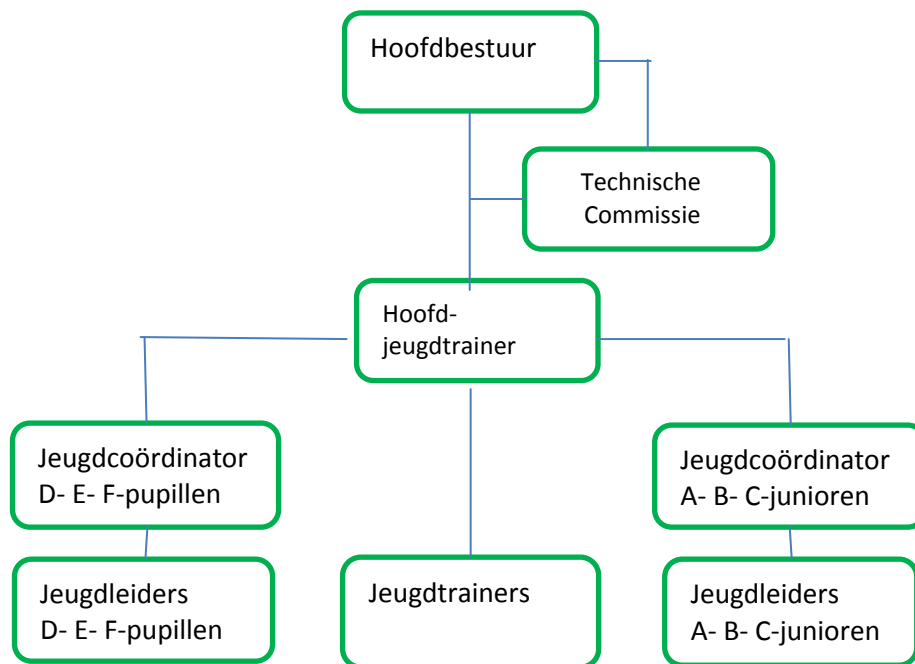 Hoofdbestuur
Technische
Commissie
Hoofd-
jeugdtrainer
Jeugdcoördinator
D- E- F-pupillen
Jeugdcoördinator
A- B- C-junioren
Jeugdleiders
D- E- F-pupillen
Jeugdtrainers
Jeugdleiders
A- B- C-junioren